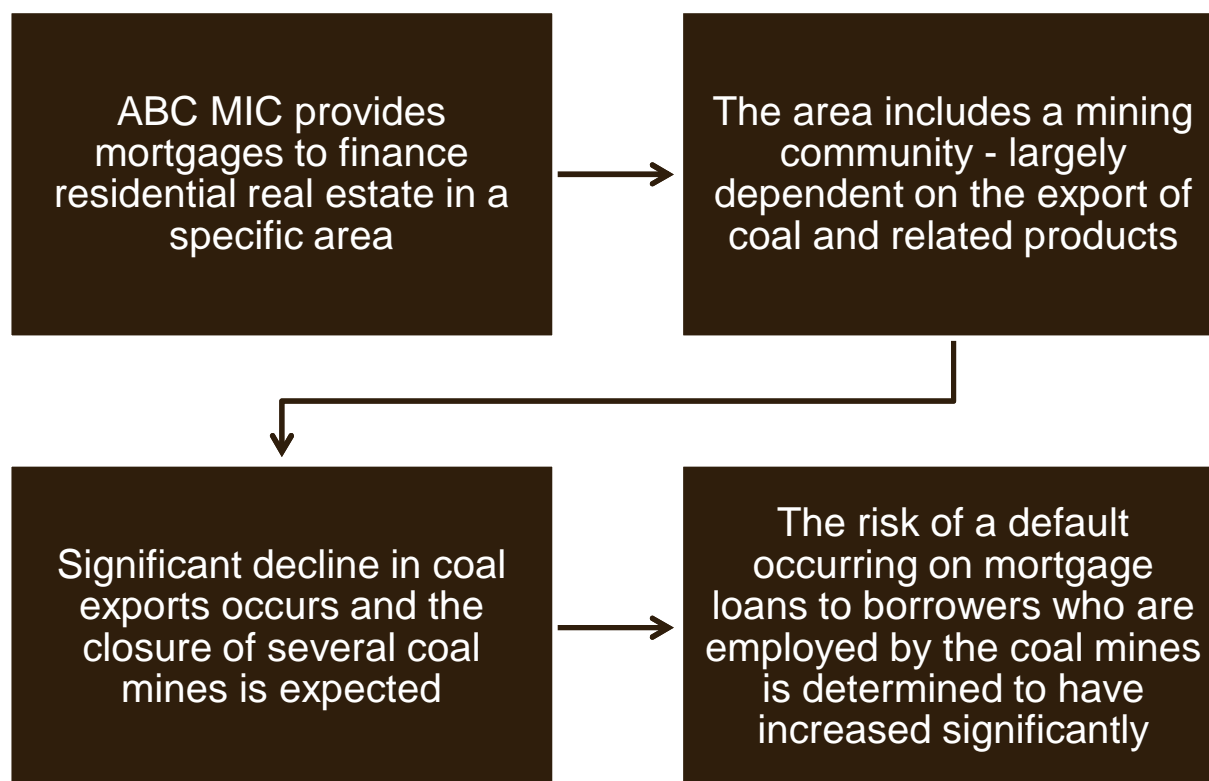 ABC MIC provides
mortgages to finance
residential real estate in a
specific area
The area includes a mining
community - largely
dependent on the export of
coal and related products
Significant decline in coal
exports occurs and the
closure of several coal
mines is expected
The risk of a default
occurring on mortgage
loans to borrowers who are
employed by the coal mines
is determined to have
increased significantly